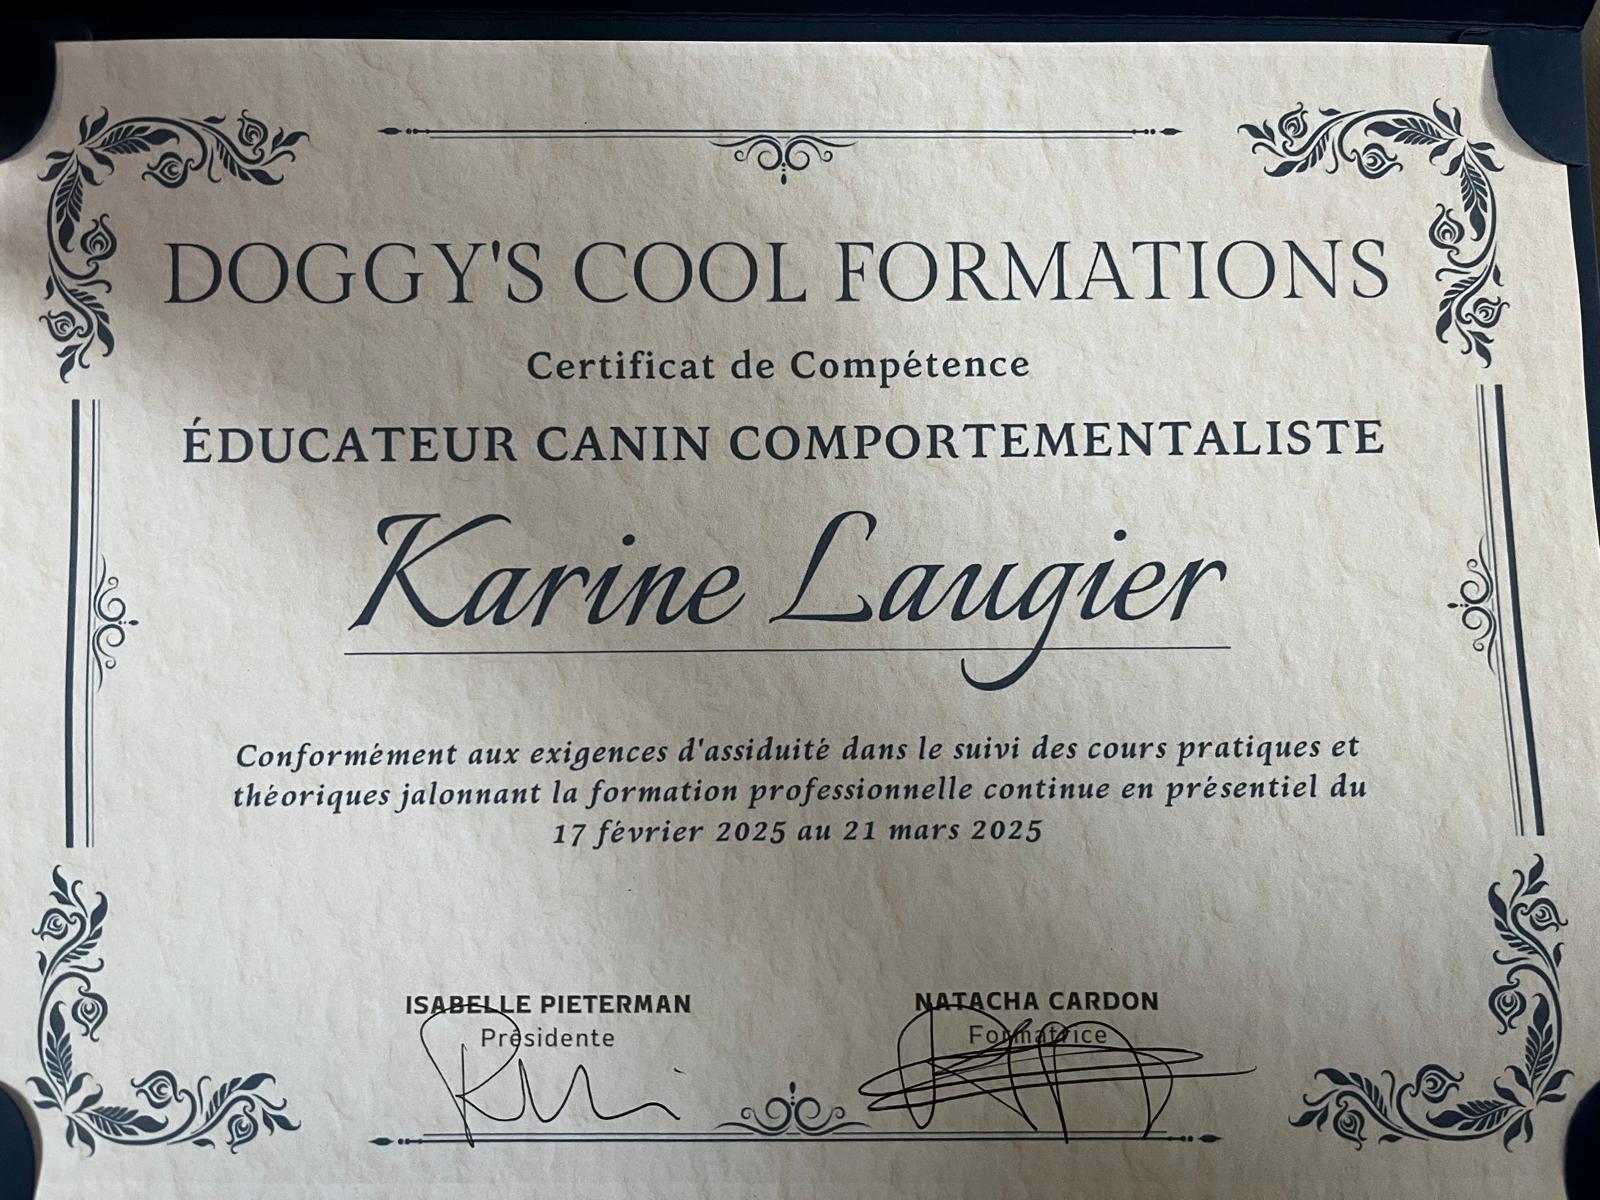 DOGGY'S COOL FORMATIONS
Certificat de Compétence
ÉDUCATEUR CANIN COMPORTEMENTALISTE
Karine Laugier
Conformément aux exigences d'assiduité dans le suivi des cours pratiques et
théoriques jalonnant la formation professionnelle continue en présentiel du
17 février 2025 au 21 mars 2025
ISABELLE PIETERMAN
Présidente
NATACHA CARDON
Formatrice